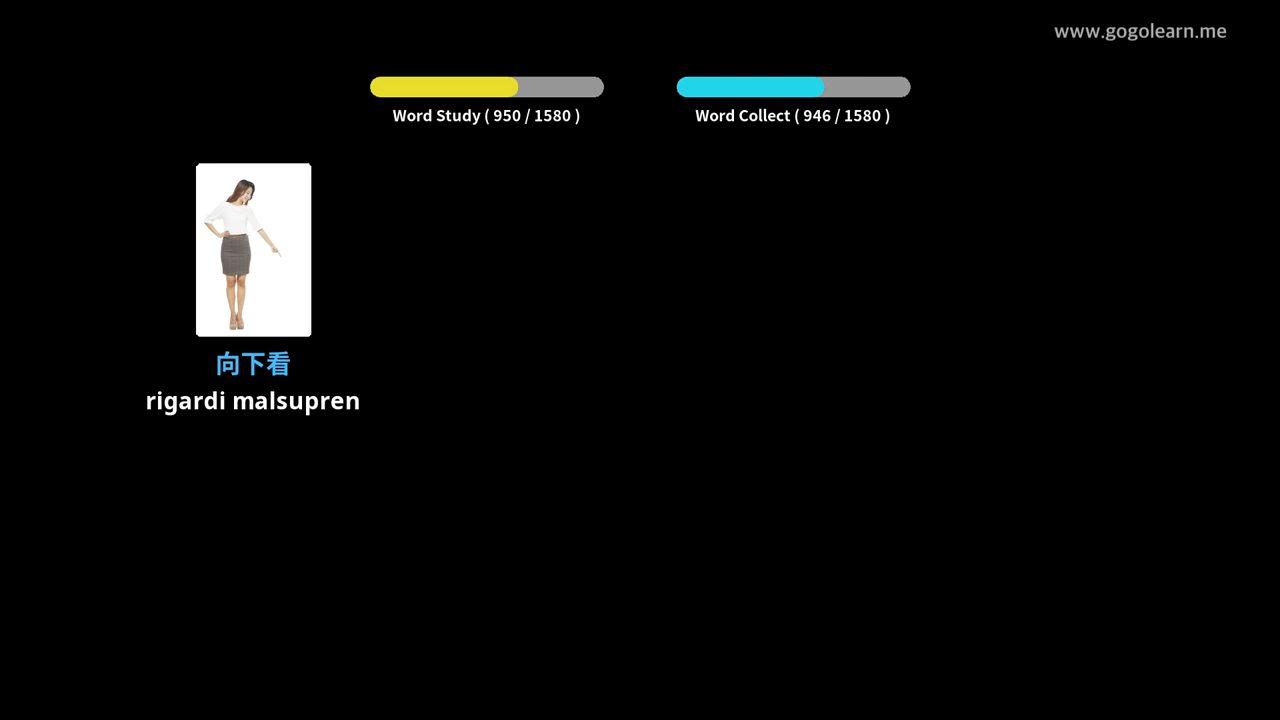 www.gogolearn.me
Word Study ( 950 / 1580 )
Word Collect ( 946 / 1580 )
向下看
rigardi malsupren